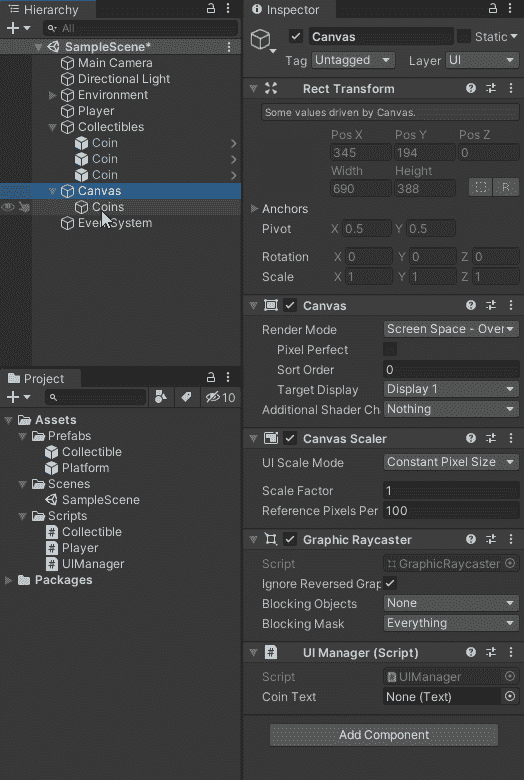 Hierarchy
All
SampleScene*
Main Camera
Directional Light
Environment
Player
Collectibles
Coin
Coin
Coin
Canvas
Coins
EventSystem
Project
10
Assets
Prefabs
Collectible
Platform
Scenes
SampleScene
Scripts
Collectible
Player
UIManager
Packages
Inspector
Canvas Static
Tag Untagged Layer UI
Rect Transform
Some values driven by Canvas.
Pos X Pos Y Pos Z
345 194 0
Width Height
690 388 R
Anchors
Pivot X 0.5 Y 0.5
Rotation X 0 Y 0 Z 0
Scale X 1 Y 1 Z 1
Canvas
Render Mode Screen Space - Over
Pixel Perfect
Sort Order 0
Target Display Display 1
Additional Shader Ch Nothing
Canvas Scaler
UI Scale Mode Constant Pixel Size
Scale Factor 1
Reference Pixels Per 100
Graphic Raycaster
Script GraphicRaycaster
Ignore Reversed Grap
Blocking Objects None
Blocking Mask Everything
UI Manager (Script)
Script UIManager
Coin Text None (Text)
Add Component